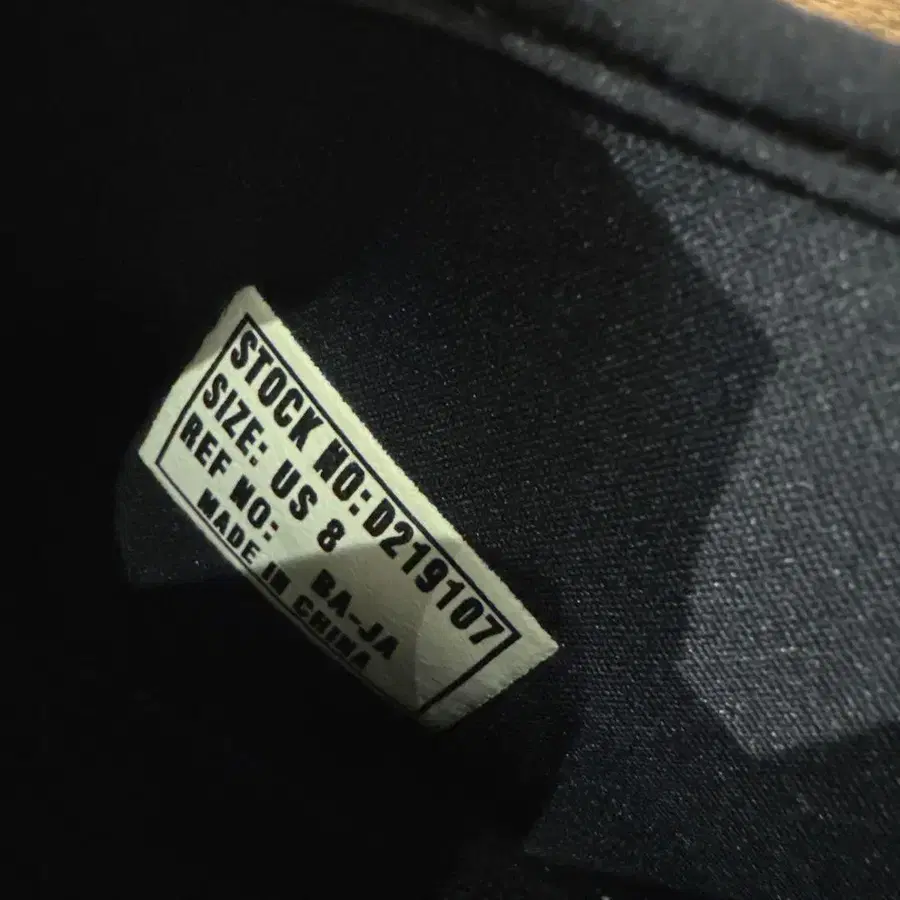 STOCK NO: D219107
SIZE: US 8
REF NO: BA-JA
MADE IN CHINA